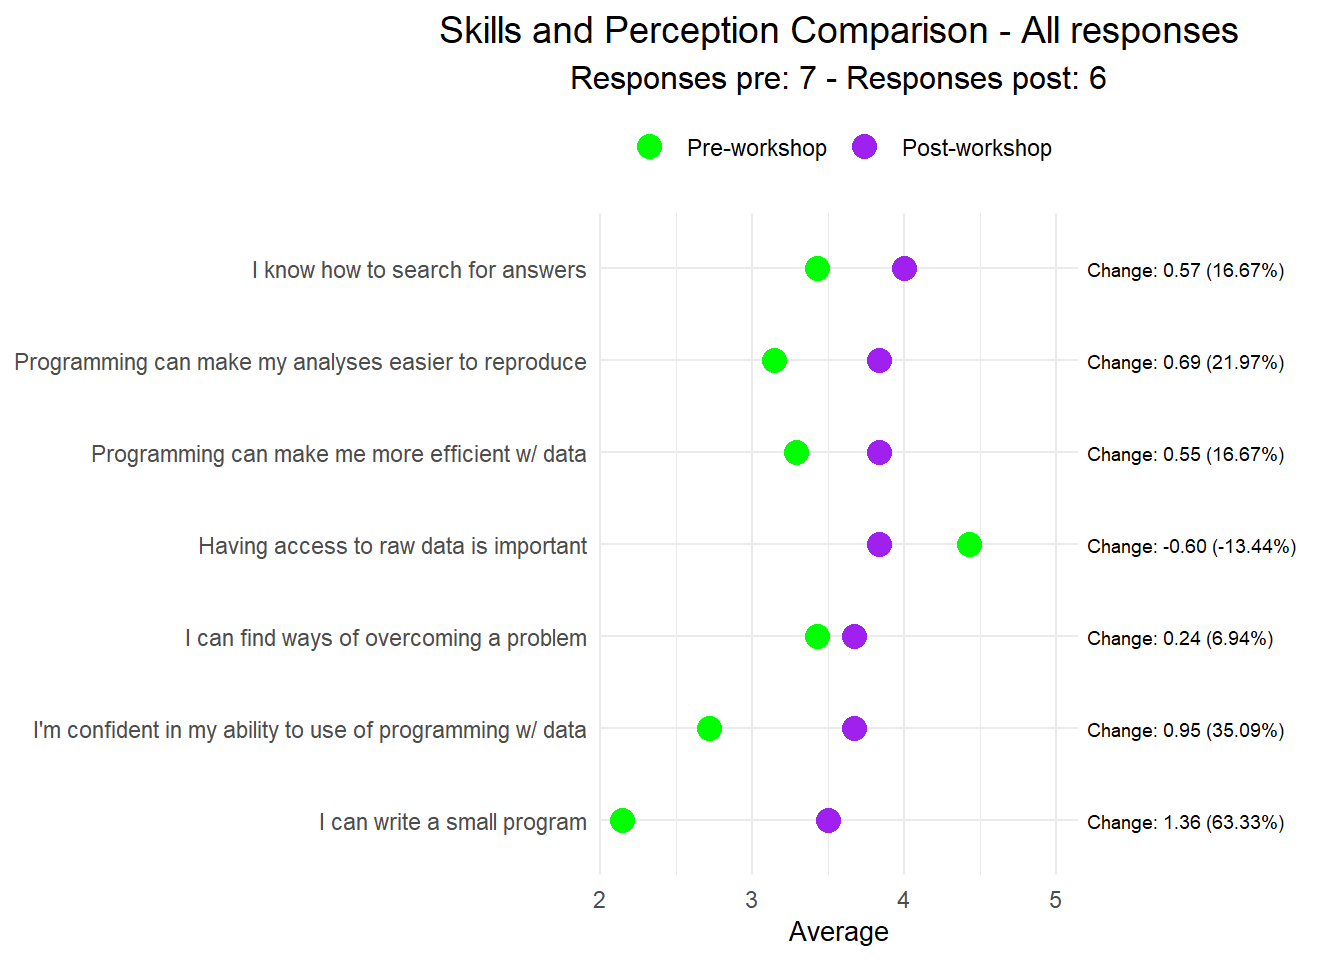 Skills and Perception Comparison - All responses
Responses pre: 7 - Responses post: 6
Pre-workshop Post-workshop
I know how to search for answers Change: 0.57 (16.67%)
Programming can make my analyses easier to reproduce Change: 0.69 (21.97%)
Programming can make me more efficient w/ data Change: 0.55 (16.67%)
Having access to raw data is important Change: -0.60 (-13.44%)
I can find ways of overcoming a problem Change: 0.24 (6.94%)
I'm confident in my ability to use of programming w/ data Change: 0.95 (35.09%)
I can write a small program Change: 1.36 (63.33%)
2 3 4 5
Average